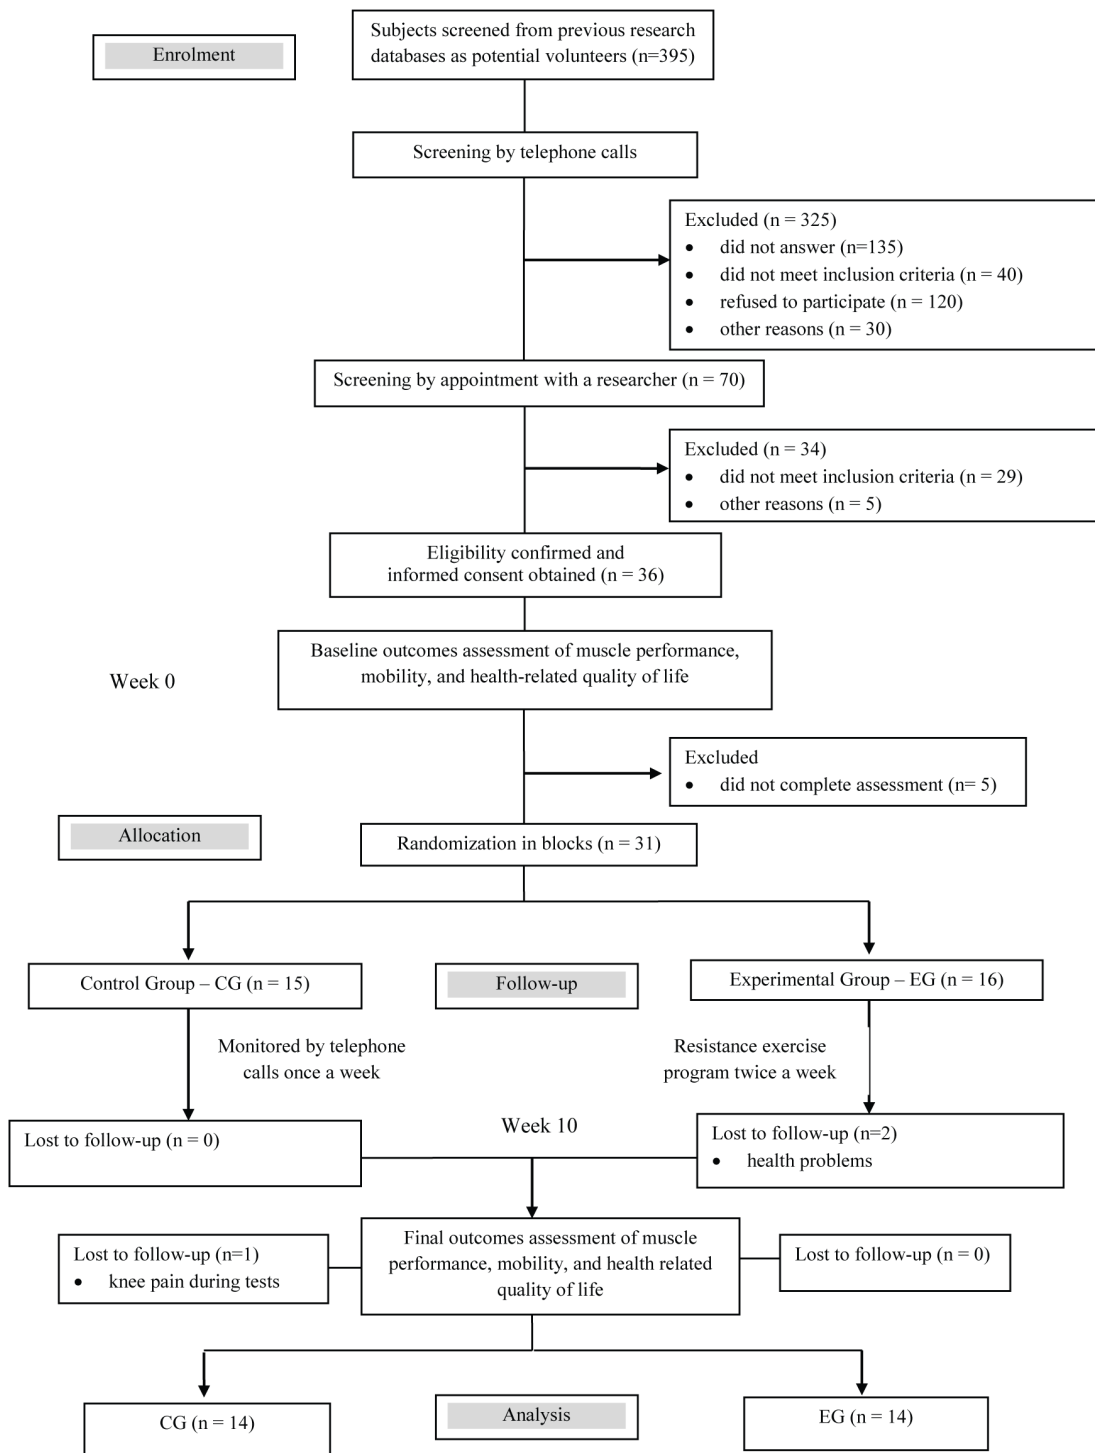 Enrolment
Subjects screened from previous research
databases as potential volunteers (n=395)
Screening by telephone calls
Excluded (n = 325)
• did not answer (n=135)
• did not meet inclusion criteria (n = 40)
• refused to participate (n = 120)
• other reasons (n = 30)
Screening by appointment with a researcher (n = 70)
Excluded (n = 34)
• did not meet inclusion criteria (n = 29)
• other reasons (n = 5)
Eligibility confirmed and
informed consent obtained (n = 36)
Week 0
Baseline outcomes assessment of muscle performance,
mobility, and health-related quality of life
Excluded
• did not complete assessment (n= 5)
Allocation
Randomization in blocks (n = 31)
Control Group – CG (n = 15)
Follow-up
Experimental Group – EG (n = 16)
Monitored by telephone
calls once a week
Resistance exercise
program twice a week
Lost to follow-up (n = 0)
Week 10
Lost to follow-up (n=2)
• health problems
Lost to follow-up (n=1)
• knee pain during tests
Final outcomes assessment of muscle
performance, mobility, and health related
quality of life
Lost to follow-up (n = 0)
CG (n = 14)
Analysis
EG (n = 14)